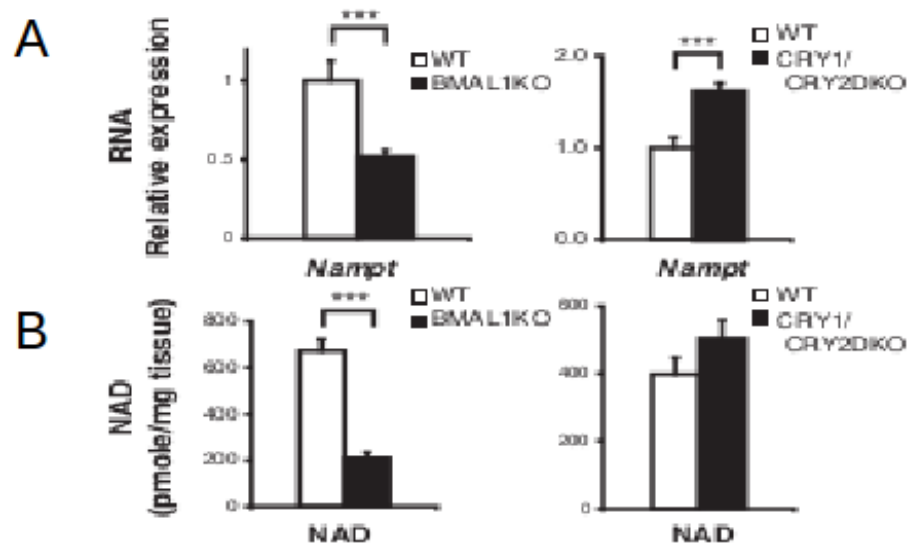 A
RNA
Relative expression
***
WT
BMAL1KO
1
0.5
0
Nampt
***
WT
CRY1/
CRY2DKO
2.0
1.0
0.0
Nampt
B
NAD
(pmole/mg tissue)
***
WT
BMAL1KO
800
600
400
200
0
NAD
WT
CRY1/
CRY2DKO
600
400
200
0
NAD